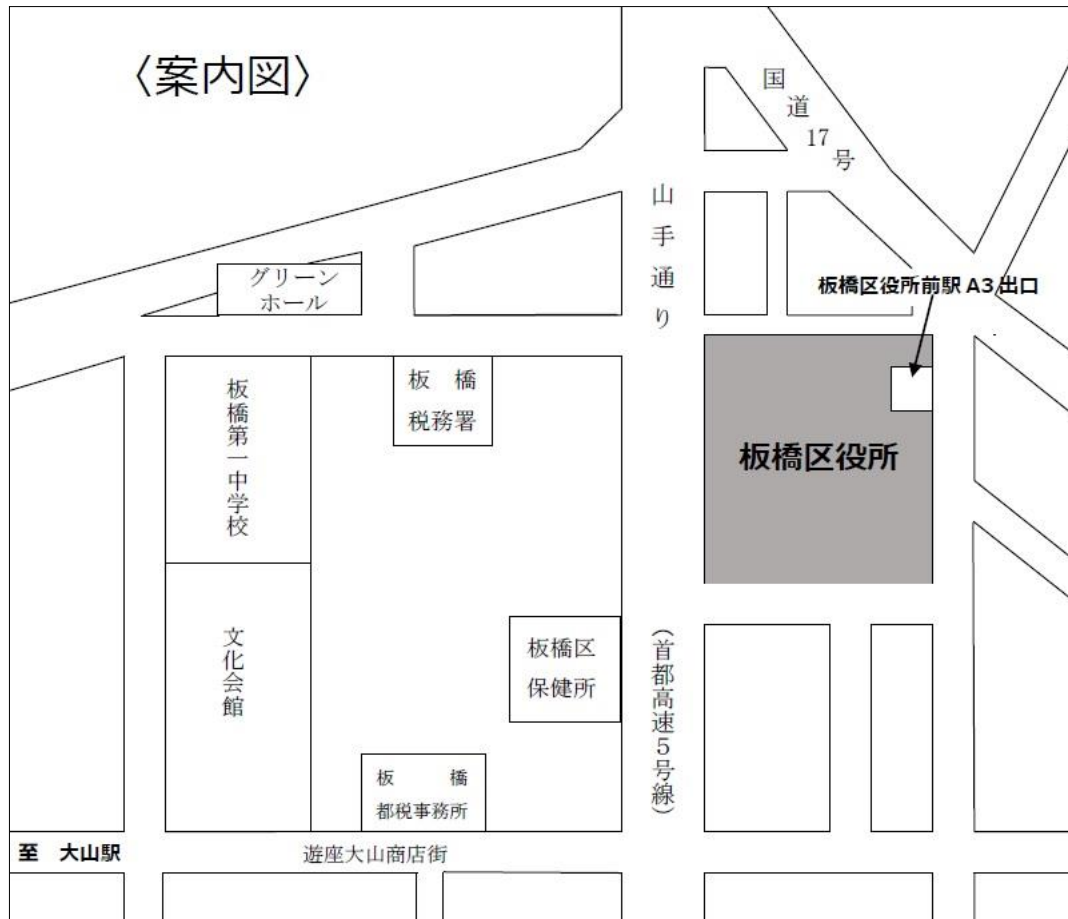 〈案内図〉
国道17号
山手通り
グリーン
ホール
板橋区役所前駅 A3 出口
板橋第一中学校
板　橋
税務署
板橋区役所
文化会館
板橋区
保健所
（首都高速5号線）
板　　　橋
都税事務所
至　大山駅
遊座大山商店街